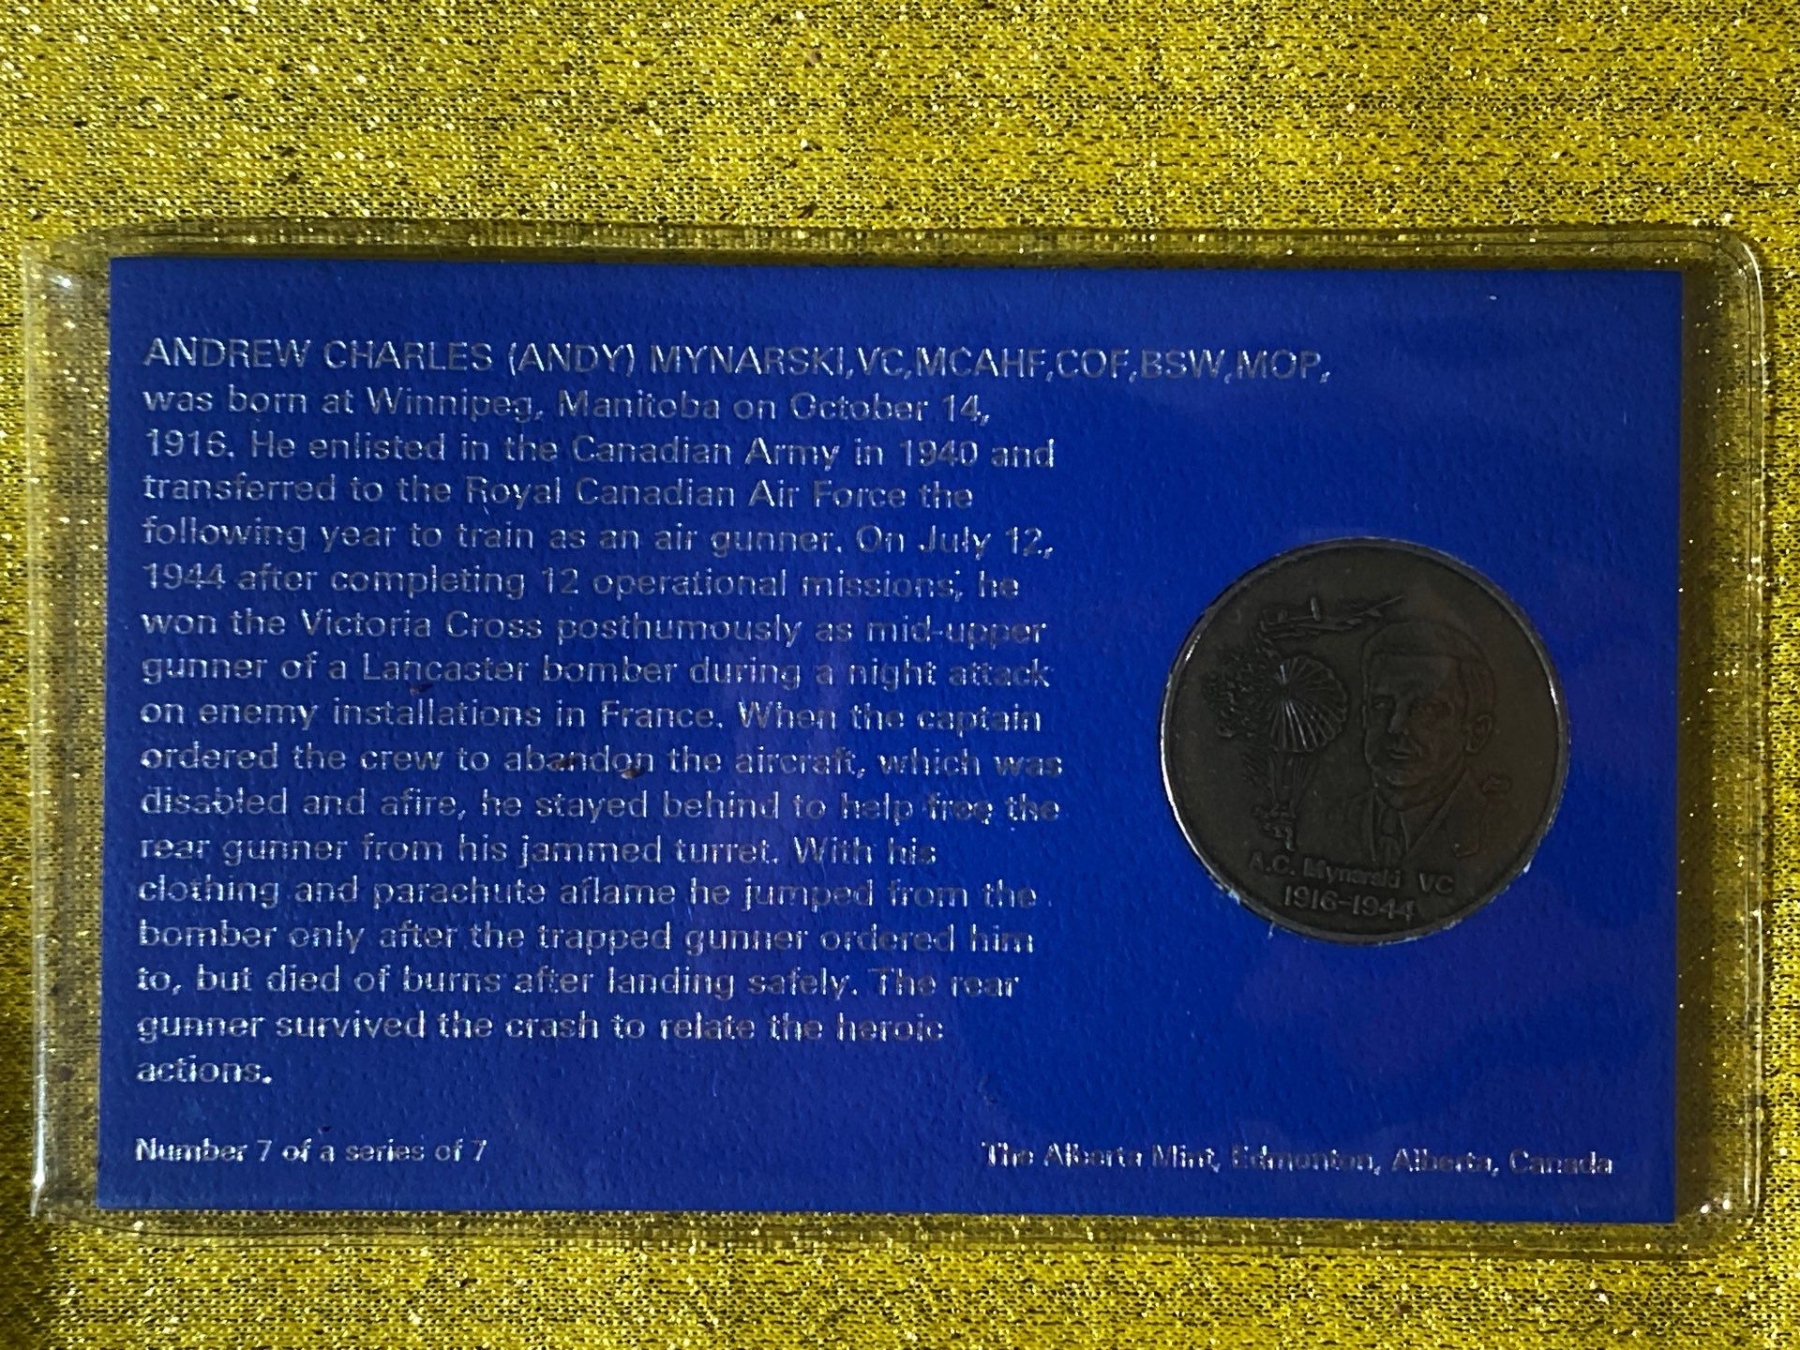 ANDREW CHARLES (ANDY) MYNARSKI,VC,MCAHF,COF,BSW,MOP,
was born at Winnipeg, Manitoba on October 14,
1916. He enlisted in the Canadian Army in 1940 and
transferred to the Royal Canadian Air Force the
following year to train as an air gunner. On July 12,
1944 after completing 12 operational missions, he
won the Victoria Cross posthumously as mid-upper
gunner of a Lancaster bomber during a night attack
on enemy installations in France. When the captain
ordered the crew to abandon the aircraft, which was
disabled and afire, he stayed behind to help free the
rear gunner from his jammed turret. With his
clothing and parachute aflame he jumped from the
bomber only after the trapped gunner ordered him
to, but died of burns after landing safely. The rear
gunner survived the crash to relate the heroic
actions.
A.C. Mynarski VC
1916-1944
Number 7 of a series of 7
The Alberta Mint, Edmonton, Alberta, Canada